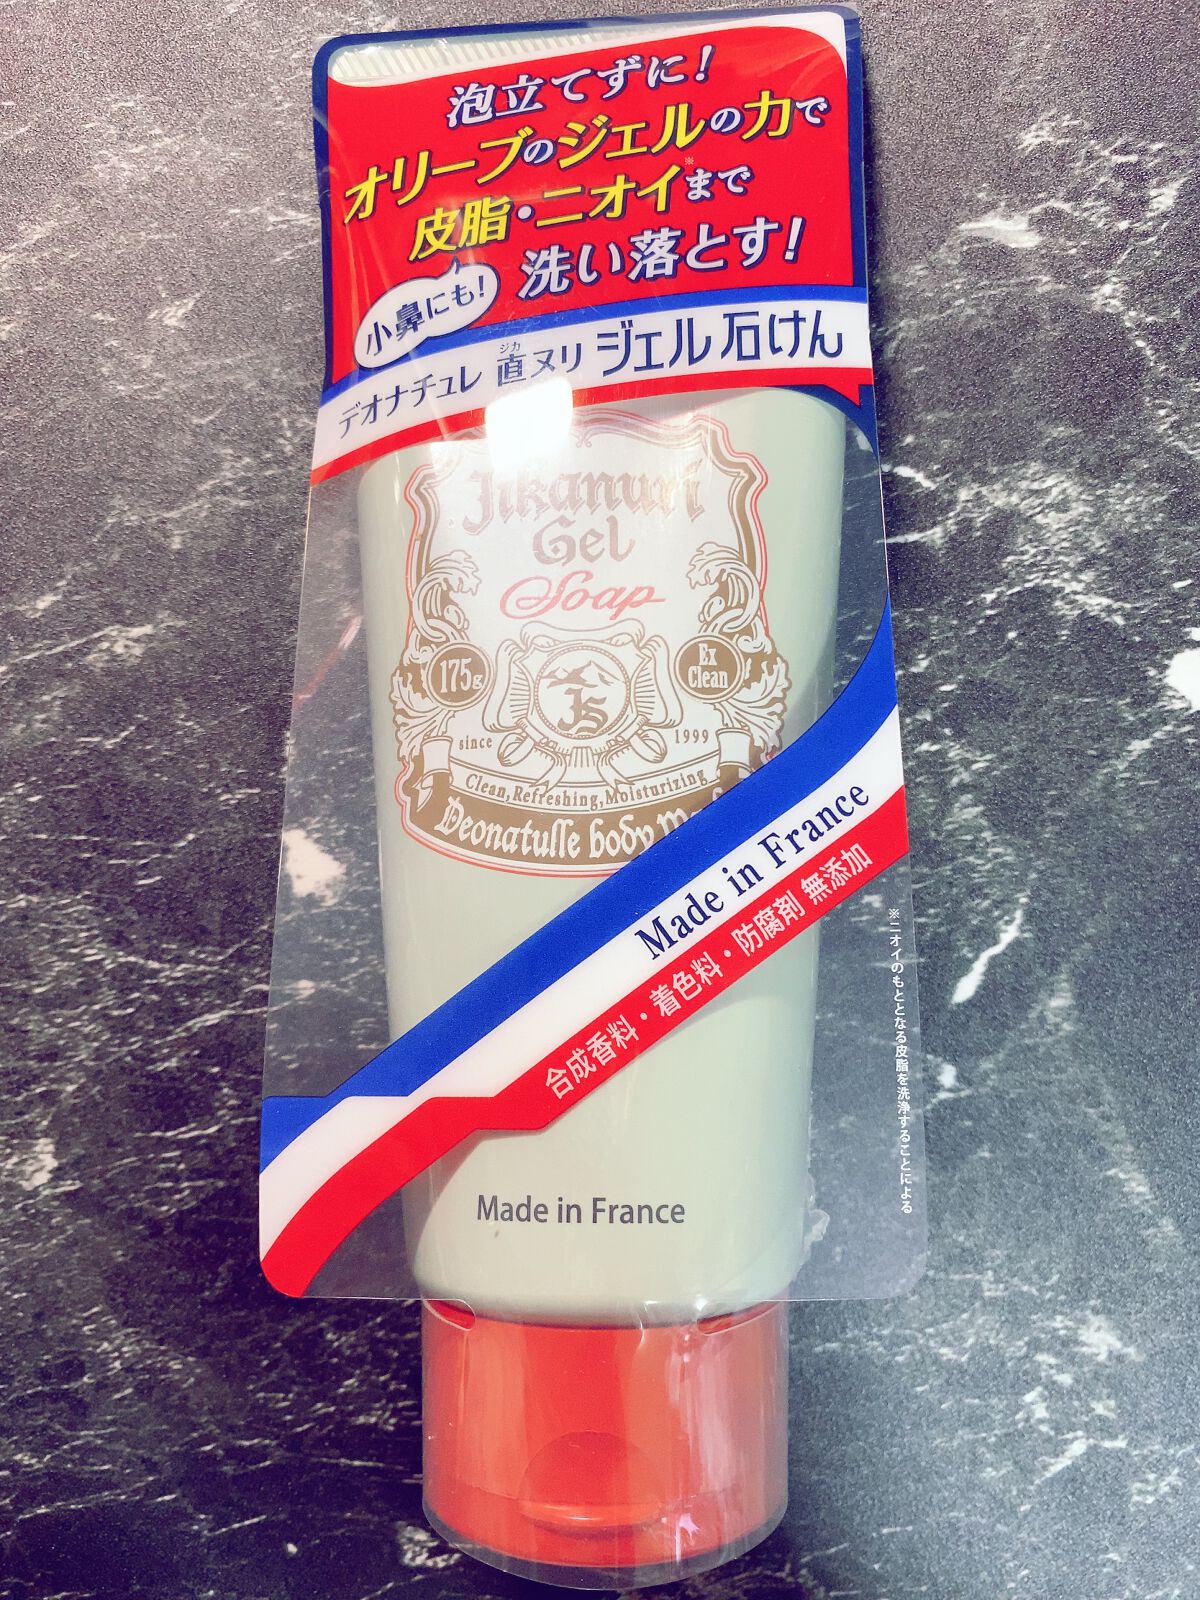 泡立てずに!
オリーブのジェルの力で
皮脂・ニオイ※まで
洗い落とす!
小鼻にも!
ジカ
デオナチュレ 直ヌリ ジェル石けん
Jikanuri
Gel
Soap
175g
Ex
Clean
JS
since 1999
Clean, Refreshing, Moisturizing
Deonatulle body
Made in France
合成香料・着色料・防腐剤 無添加
※ニオイのもととなる皮脂を洗浄することによる
Made in France